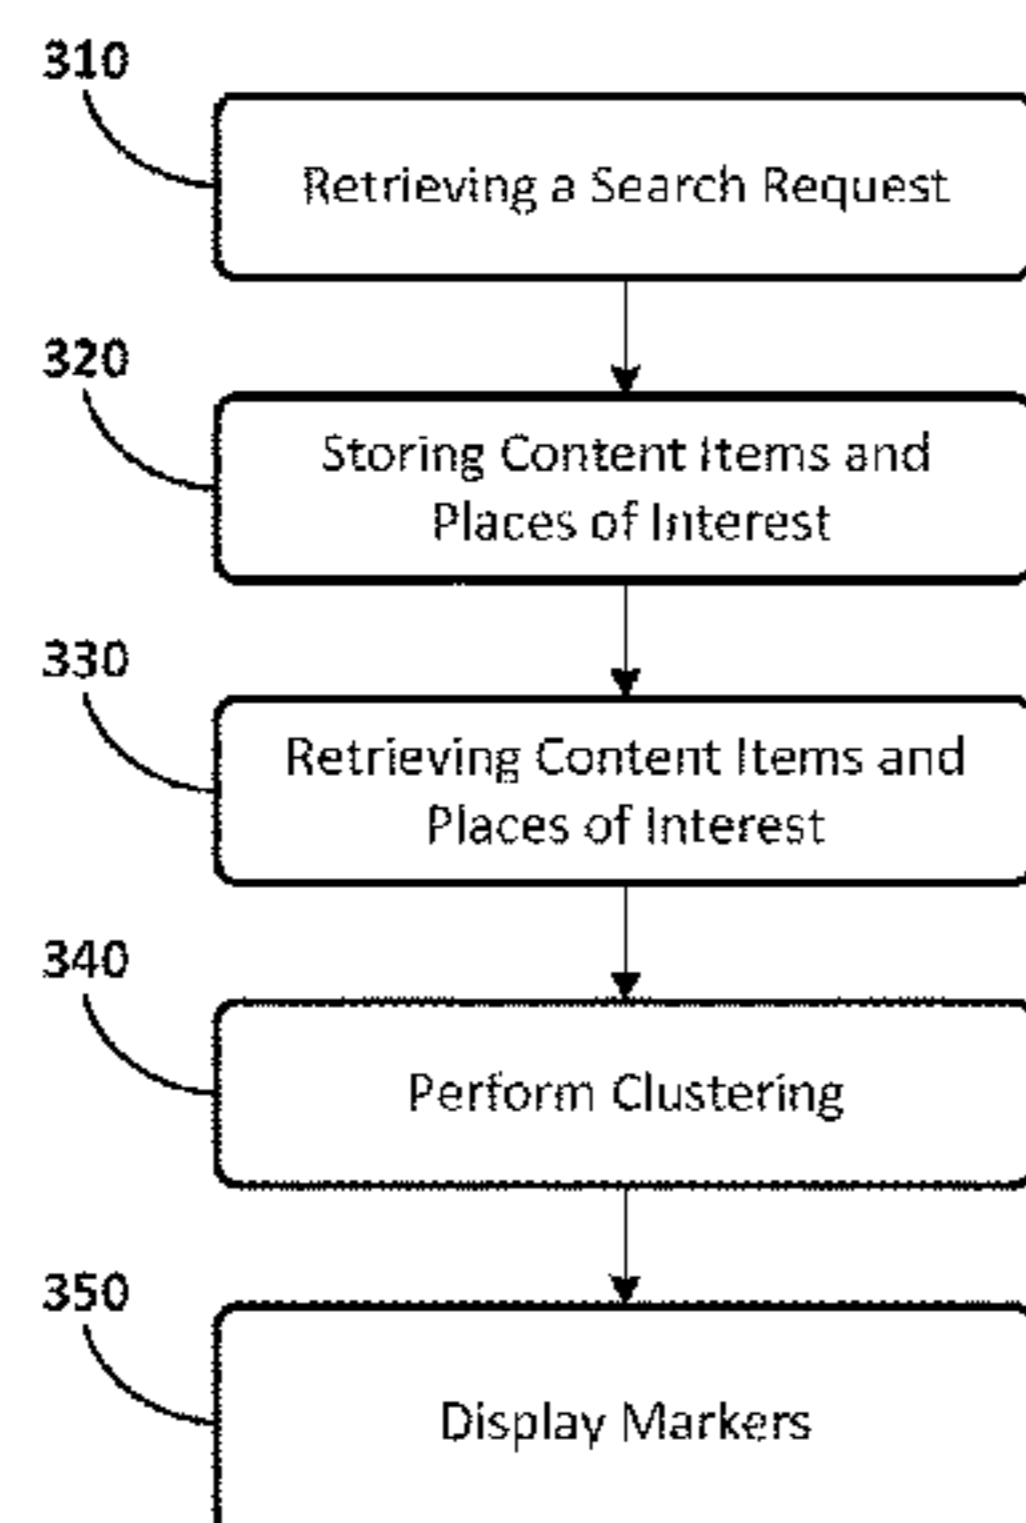 310
Retrieving a Search Request
320
Storing Content Items and
Places of Interest
330
Retrieving Content Items and
Places of Interest
340
Perform Clustering
350
Display Markers